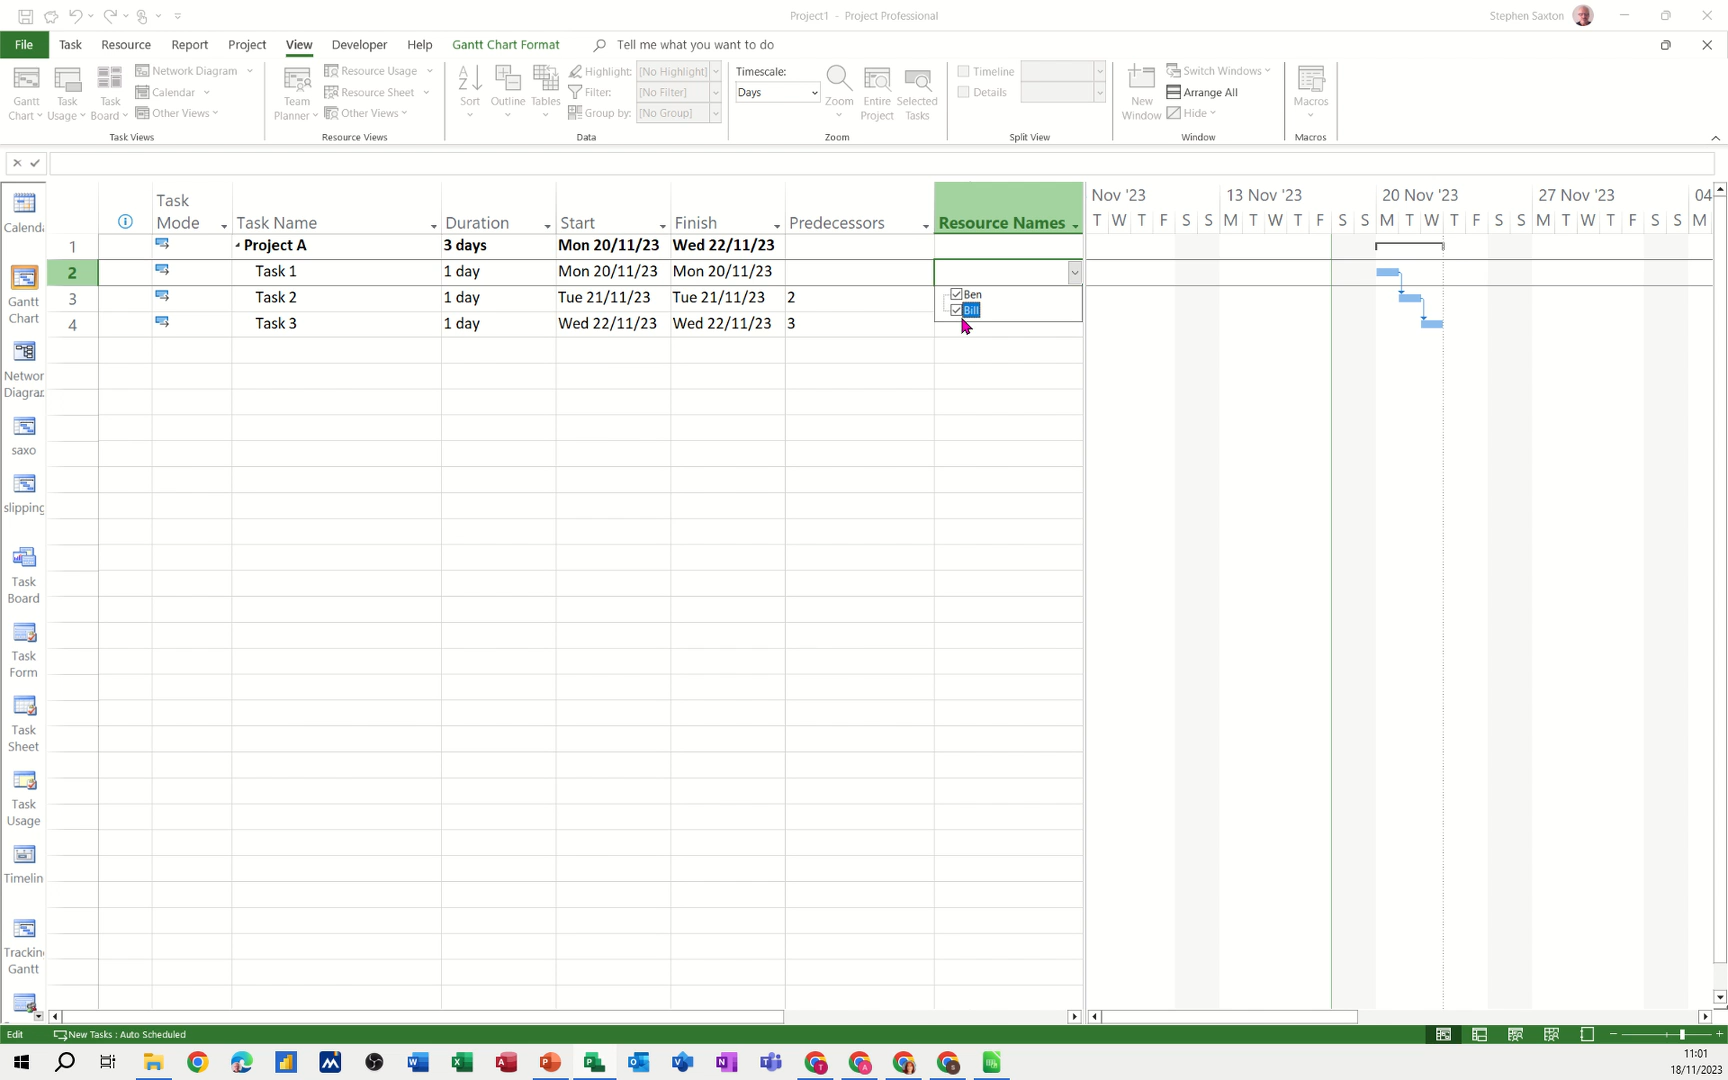 Project1 - Project Professional
Stephen Saxton
File Task Resource Report Project View Developer Help Gantt Chart Format Tell me what you want to do
Gantt Chart
Task Usage
Task Board
Network Diagram
Calendar
Other Views
Task Views
Team Planner
Resource Usage
Resource Sheet
Other Views
Resource Views
Sort
Outline
Tables
Highlight: [No Highlight]
Filter: [No Filter]
Group by: [No Group]
Data
Timescale:
Days
Zoom
Entire Project
Selected Tasks
Zoom
Timeline
Details
Split View
New Window
Switch Windows
Arrange All
Hide
Window
Macros
Macros
Task Mode Task Name Duration Start Finish Predecessors Resource Names
1 Project A 3 days Mon 20/11/23 Wed 22/11/23
2 Task 1 1 day Mon 20/11/23 Mon 20/11/23
3 Task 2 1 day Tue 21/11/23 Tue 21/11/23 2
4 Task 3 1 day Wed 22/11/23 Wed 22/11/23 3
Ben
Bill
Nov '23 13 Nov '23 20 Nov '23 27 Nov '23 04
T W T F S S M T W T F S S M T W T F S S M T W T F S S M
Calenda
Gantt
Chart
Networ
Diagra
saxo
slipping
Task
Board
Task
Form
Task
Sheet
Task
Usage
Timelin
Trackin
Gantt
Edit New Tasks : Auto Scheduled
11:01
18/11/2023